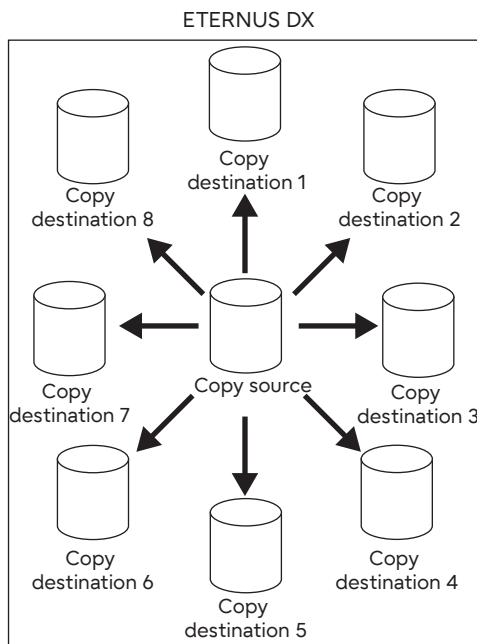 ETERNUS DX
Copy
destination 1
Copy
destination 8
Copy
destination 2
Copy source
Copy
destination 7
Copy
destination 3
Copy
destination 6
Copy
destination 4
Copy
destination 5